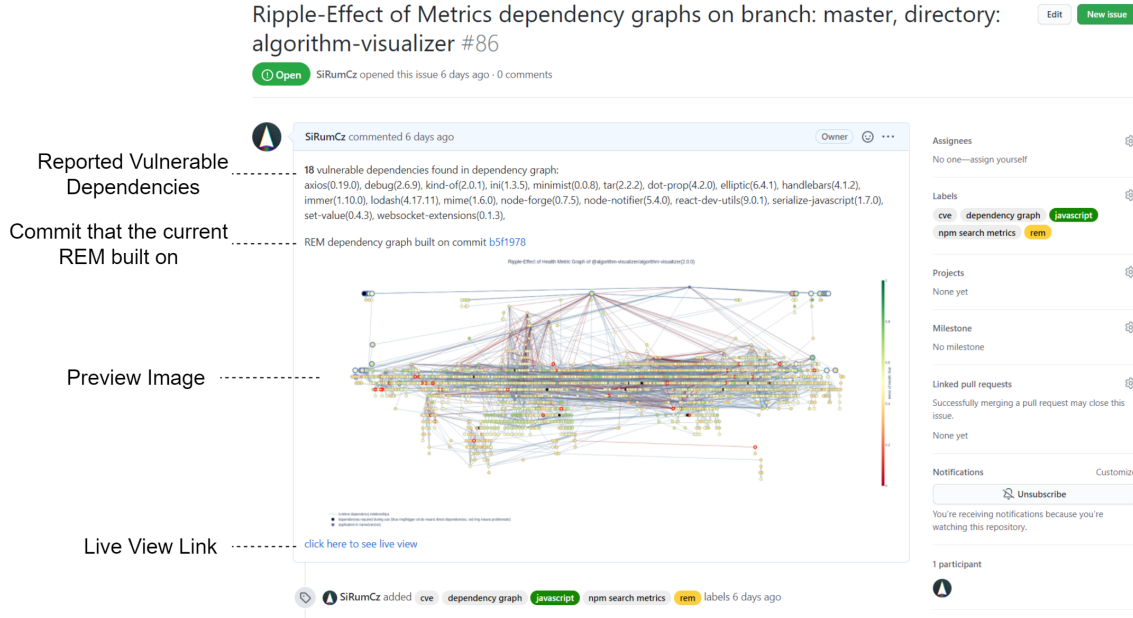 Ripple-Effect of Metrics dependency graphs on branch: master, directory:
algorithm-visualizer #86
Edit
New issue
Open
SiRumCz opened this issue 6 days ago · 0 comments
SiRumCz commented 6 days ago
Owner
Reported Vulnerable
Dependencies
18 vulnerable dependencies found in dependency graph:
axios(0.19.0), debug(2.6.9), kind-of(2.0.1), ini(1.3.5), minimist(0.0.8), tar(2.2.2), dot-prop(4.2.0), elliptic(6.4.1), handlebars(4.1.2),
immer(1.10.0), lodash(4.17.11), mime(1.6.0), node-forge(0.7.5), node-notifier(5.4.0), react-dev-utils(9.0.1), serialize-javascript(1.7.0),
set-value(0.4.3), websocket-extensions(0.1.3),
Commit that the current
REM built on
REM dependency graph built on commit b5f1978
Ripple-Effect of Health Metric Graph of @algorithm-visualizer/algorithm-visualizer(2.0.0)
Preview Image
runtime dependency relationships
application in name(version)
Live View Link
click here to see live view
SiRumCz added cve dependency graph javascript npm search metrics rem labels 6 days ago
Assignees
No one—assign yourself
Labels
cve dependency graph javascript
npm search metrics rem
Projects
None yet
Milestone
No milestone
Linked pull requests
Successfully merging a pull request may close this
issue.
None yet
Notifications
Customize
Unsubscribe
You're receiving notifications because you're
watching this repository.
1 participant